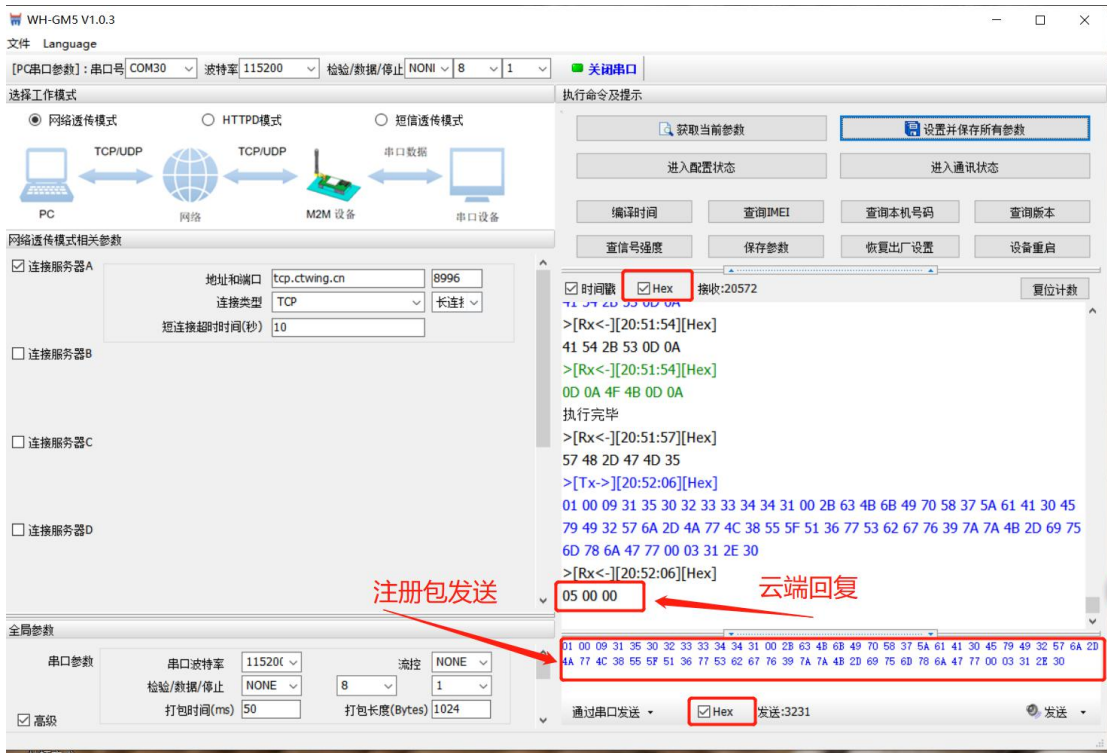 WH-GM5 V1.0.3
文件 Language
[PC串口参数]：串口号 COM30 波特率 115200 检验/数据/停止 NONI 8 1 关闭串口
选择工作模式
网络透传模式 HTTPD模式 短信透传模式
TCP/UDP TCP/UDP 串口数据
PC 网络 M2M 设备 串口设备
网络透传模式相关参数
连接服务器A
地址和端口 tcp.ctwing.cn 8996
连接类型 TCP 长连接
短连接超时时间(秒) 10
连接服务器B
连接服务器C
连接服务器D
注册包发送
全局参数
串口参数 串口波特率 115200 流控 NONE
检验/数据/停止 NONE 8 1
打包时间(ms) 50 打包长度(Bytes) 1024
高级
执行命令及提示
获取当前参数 设置并保存所有参数
进入配置状态 进入通讯状态
编译时间 查询IMEI 查询本机号码 查询版本
查信号强度 保存参数 恢复出厂设置 设备重启
时间戳 Hex 接收:20572 复位计数
41 54 2B 53 0D 0A
>[Rx<-][20:51:54][Hex]
41 54 2B 53 0D 0A
>[Rx<-][20:51:54][Hex]
0D 0A 4F 4B 0D 0A
执行完毕
>[Rx<-][20:51:57][Hex]
57 48 2D 47 4D 35
>[Tx->][20:52:06][Hex]
01 00 09 31 35 30 32 33 33 34 34 31 00 2B 63 4B 6B 49 70 58 37 5A 61 41 30 45
79 49 32 57 6A 2D 4A 77 4C 38 55 5F 51 36 77 53 62 67 76 39 7A 7A 4B 2D 69 75
6D 78 6A 47 77 00 03 31 2E 30
>[Rx<-][20:52:06][Hex]
05 00 00
云端回复
01 00 09 31 35 30 32 33 33 34 34 31 00 2B 63 4B 6B 49 70 58 37 5A 61 41 30 45 79 49 32 57 6A 2D
4A 77 4C 38 55 5F 51 36 77 53 62 67 76 39 7A 7A 4B 2D 69 75 6D 78 6A 47 77 00 03 31 2E 30
通过串口发送 Hex 发送:3231 发送